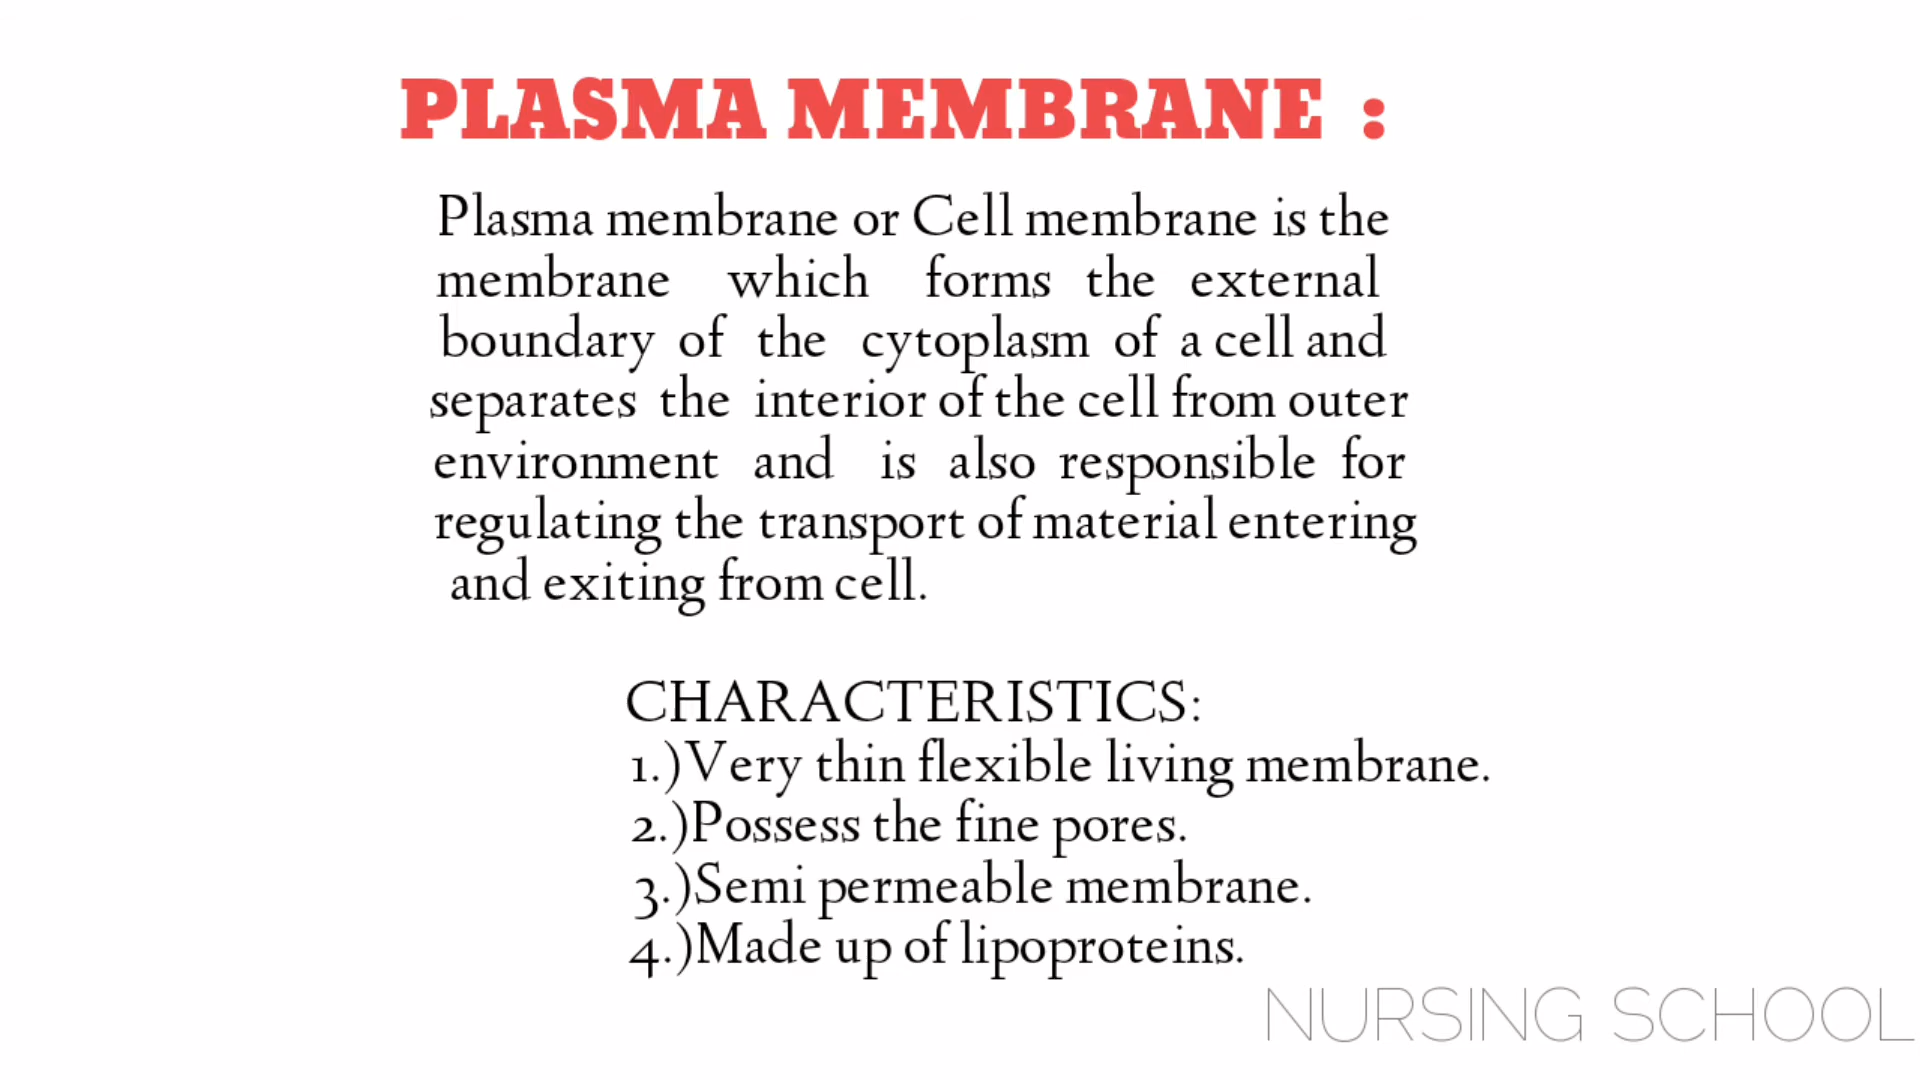 PLASMA MEMBRANE :
Plasma membrane or Cell membrane is the
membrane which forms the external
boundary of the cytoplasm of a cell and
separates the interior of the cell from outer
environment and is also responsible for
regulating the transport of material entering
and exiting from cell.
CHARACTERISTICS:
1.)Very thin flexible living membrane.
2.)Possess the fine pores.
3.)Semi permeable membrane.
4.)Made up of lipoproteins.
NURSING SCHOOL